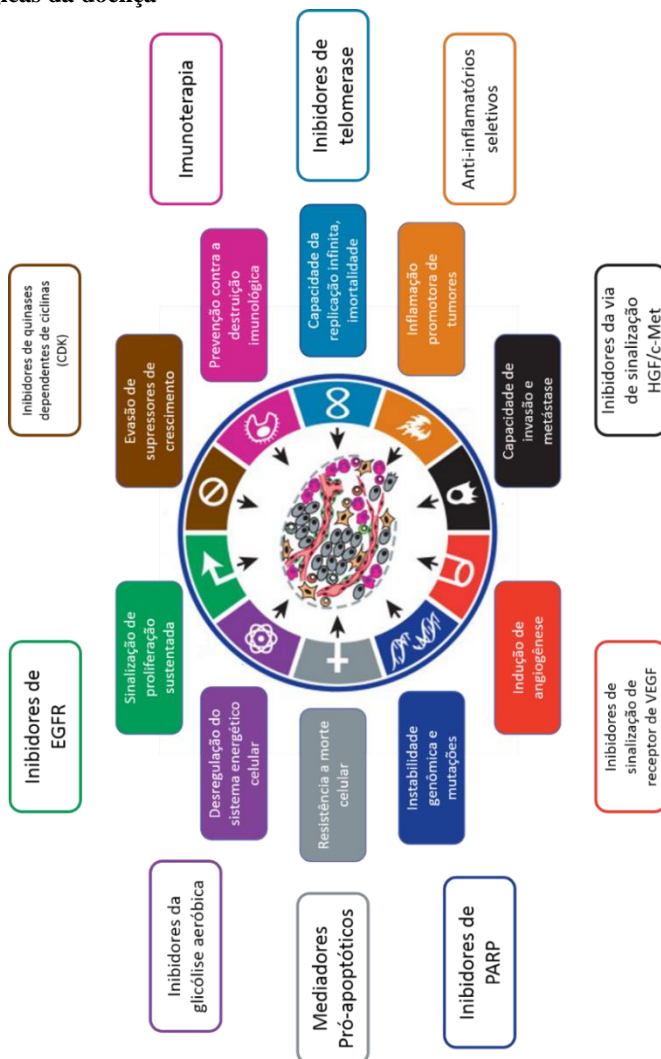 icas da doença
Inibidores de
EGFR
Inibidores de quinases
dependentes de ciclinas
(CDK)
Sinalização de
proliferação
sustentada
Evasão de
supressores de
crescimento
Inibidores da
glicólise aeróbica
Desregulação do
sistema energético
celular
Prevenção contra a
destruição
imunológica
Imunoterapia
Mediadores
Pró-apoptóticos
Resistência a morte
celular
Capacidade da
replicação infinita,
imortalidade
Inibidores de
telomerase
Inibidores de
PARP
Instabilidade
genômica e
mutações
Inflamação
promotora de
tumores
Anti-inflamatórios
seletivos
Indução de
angiogênese
Capacidade de
invasão e
metástase
Inibidores de
sinalização de
receptor de VEGF
Inibidores da via
de sinalização
HGF/c-Met